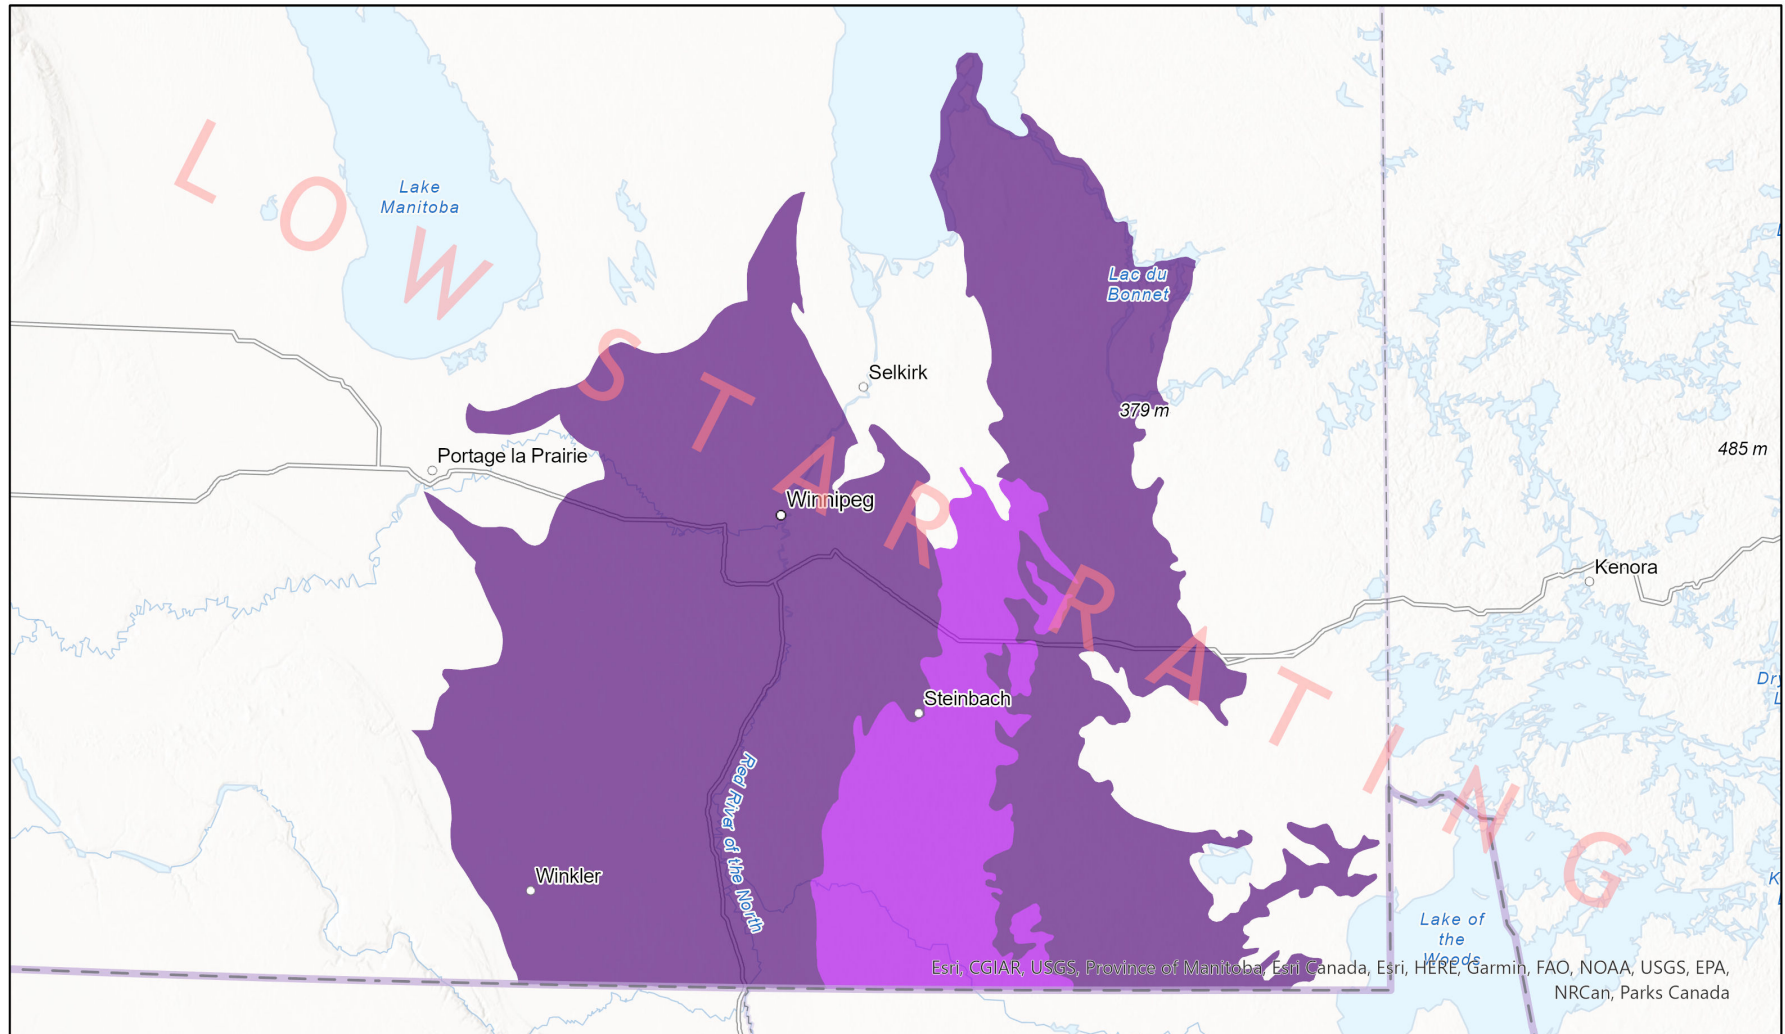 LOW STAR RATING
Lake
Manitoba
Lac du
Bonnet
Selkirk
379 m
485 m
Portage la Prairie
Winnipeg
Kenora
Steinbach
Red River of the North
Winkler
Lake of
the
Woods
Esri, CGIAR, USGS, Province of Manitoba, Esri Canada, Esri, HERE, Garmin, FAO, NOAA, USGS, EPA,
NRCan, Parks Canada